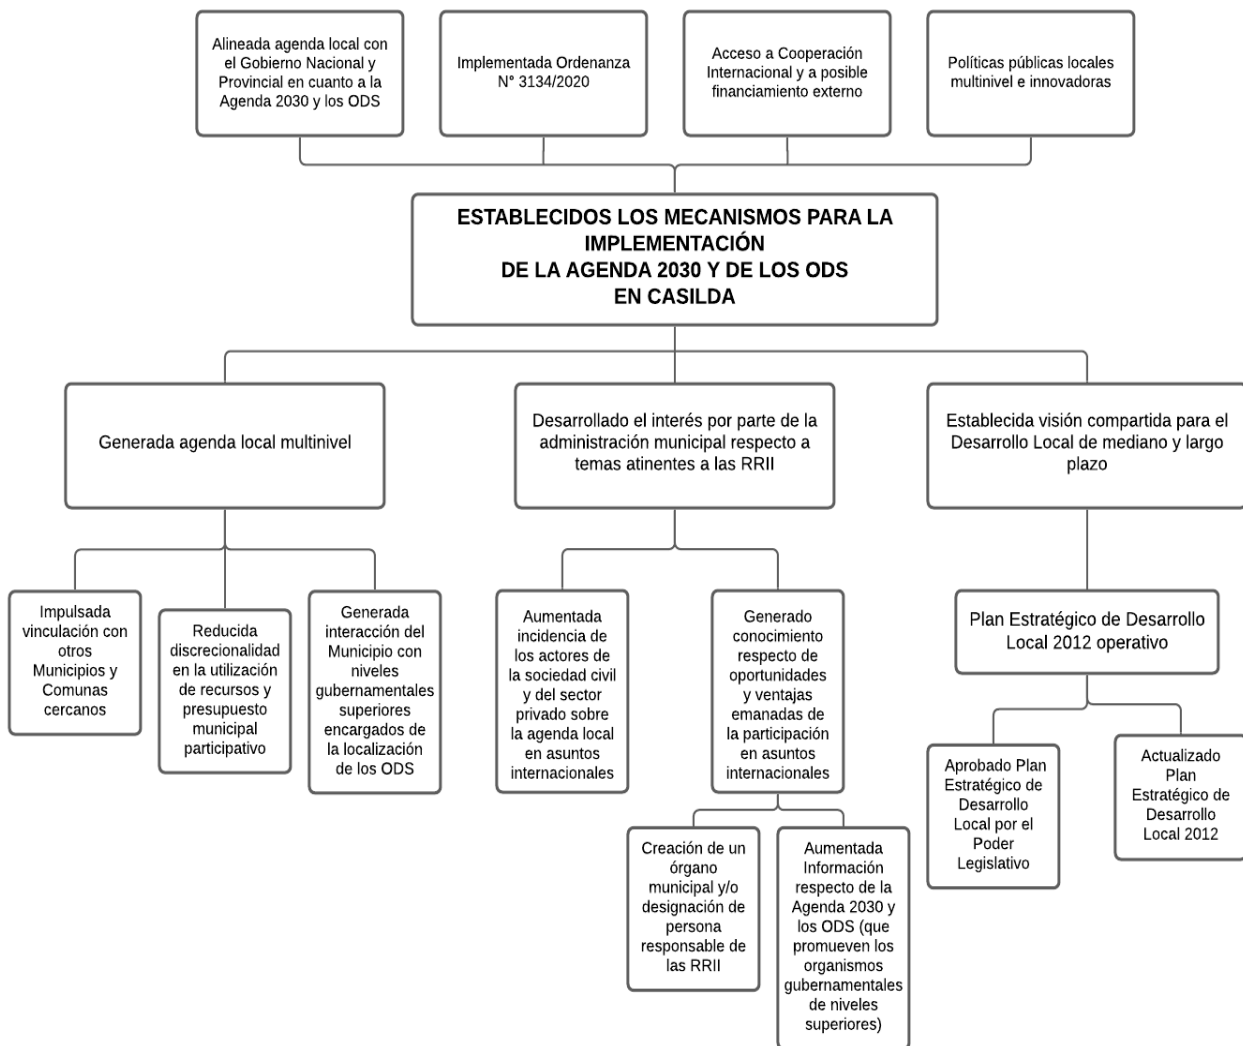 Alineada agenda local con
el Gobierno Nacional y
Provincial en cuanto a la
Agenda 2030 y los ODS
Implementada Ordenanza
N° 3134/2020
Acceso a Cooperación
Internacional y a posible
financiamiento externo
Políticas públicas locales
multinivel e innovadoras
ESTABLECIDOS LOS MECANISMOS PARA LA
IMPLEMENTACIÓN
DE LA AGENDA 2030 Y DE LOS ODS
EN CASILDA
Generada agenda local multinivel
Desarrollado el interés por parte de la
administración municipal respecto a
temas atinentes a las RRII
Establecida visión compartida para el
Desarrollo Local de mediano y largo
plazo
Impulsada
vinculación con
otros
Municipios y
Comunas
cercanos
Reducida
discrecionalidad
en la utilización
de recursos y
presupuesto
municipal
participativo
Generada
interacción del
Municipio con
niveles
gubernamentales
superiores
encargados de
la localización
de los ODS
Aumentada
incidencia de
los actores de
la sociedad civil
y del sector
privado sobre
la agenda local
en asuntos
internacionales
Generado
conocimiento
respecto de
oportunidades
y ventajas
emanadas de
la participación
en asuntos
internacionales
Plan Estratégico de Desarrollo
Local 2012 operativo
Creación de un
órgano
municipal y/o
designación de
persona
responsable de
las RRII
Aumentada
Información
respecto de la
Agenda 2030 y
los ODS (que
promueven los
organismos
gubernamentales
de niveles
superiores)
Aprobado Plan
Estratégico de
Desarrollo
Local por el
Poder
Legislativo
Actualizado
Plan
Estratégico de
Desarrollo
Local 2012